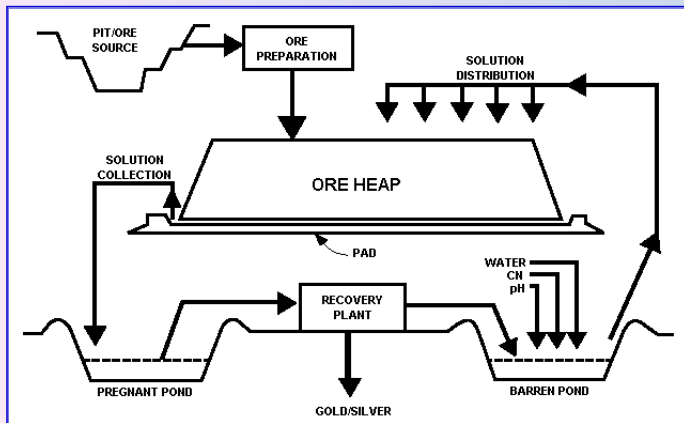 PIT/ORE
SOURCE
ORE
PREPARATION
SOLUTION
DISTRIBUTION
SOLUTION
COLLECTION
ORE HEAP
PAD
WATER
CN
pH
RECOVERY
PLANT
PREGNANT POND
BARREN POND
GOLD/SILVER